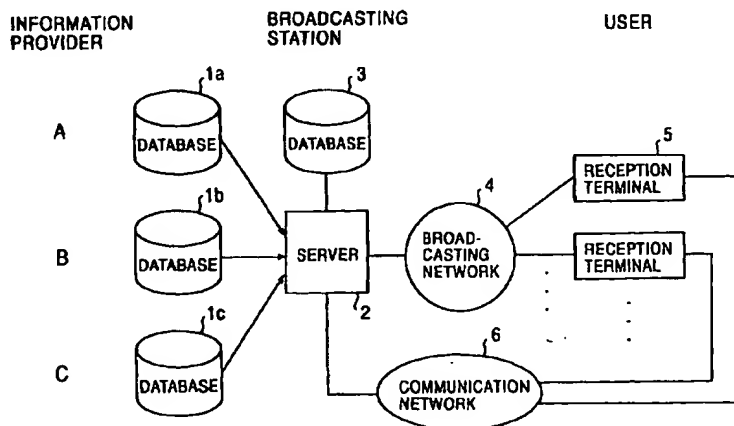 INFORMATION
PROVIDER
BROADCASTING
STATION
USER
A
1a
DATABASE
3
DATABASE
5
RECEPTION
TERMINAL
B
1b
DATABASE
SERVER
2
4
BROAD-
CASTING
NETWORK
RECEPTION
TERMINAL
C
1c
DATABASE
6
COMMUNICATION
NETWORK